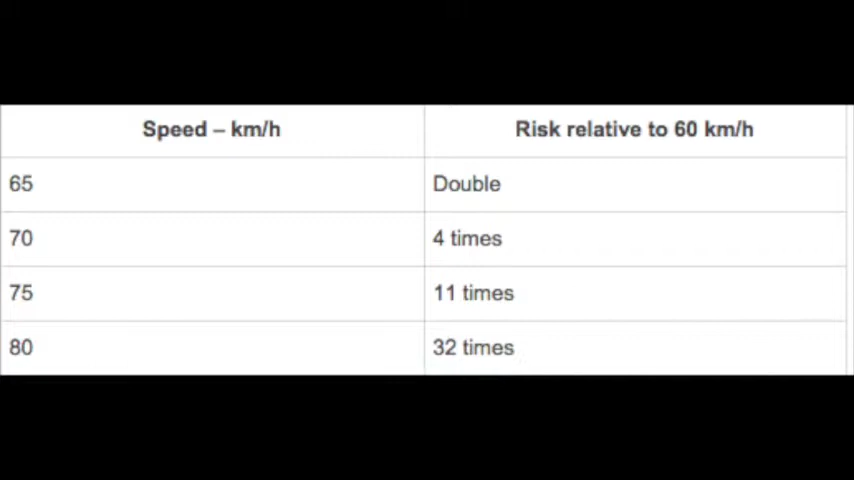 Speed – km/h Risk relative to 60 km/h
65 Double
70 4 times
75 11 times
80 32 times